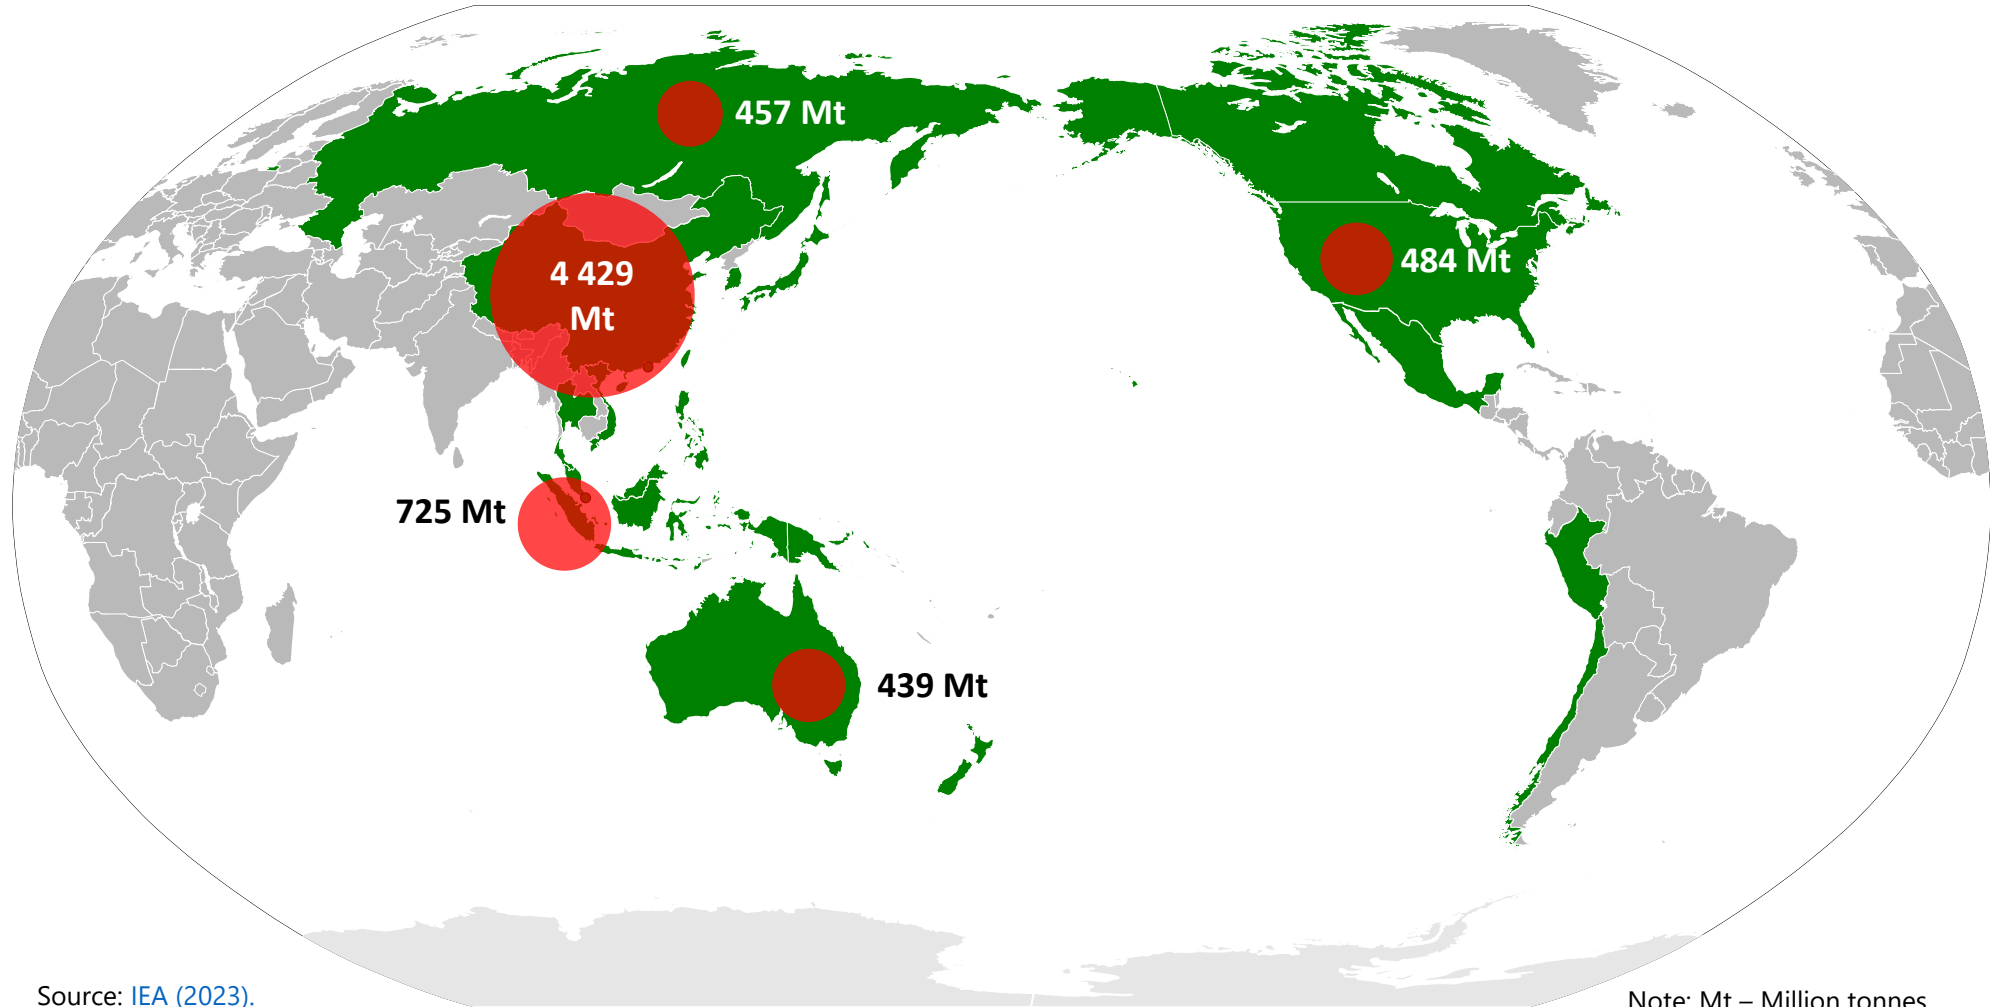 457 Mt
4 429
Mt
484 Mt
725 Mt
439 Mt
Source: IEA (2023).
Note: Mt – Million tonnes